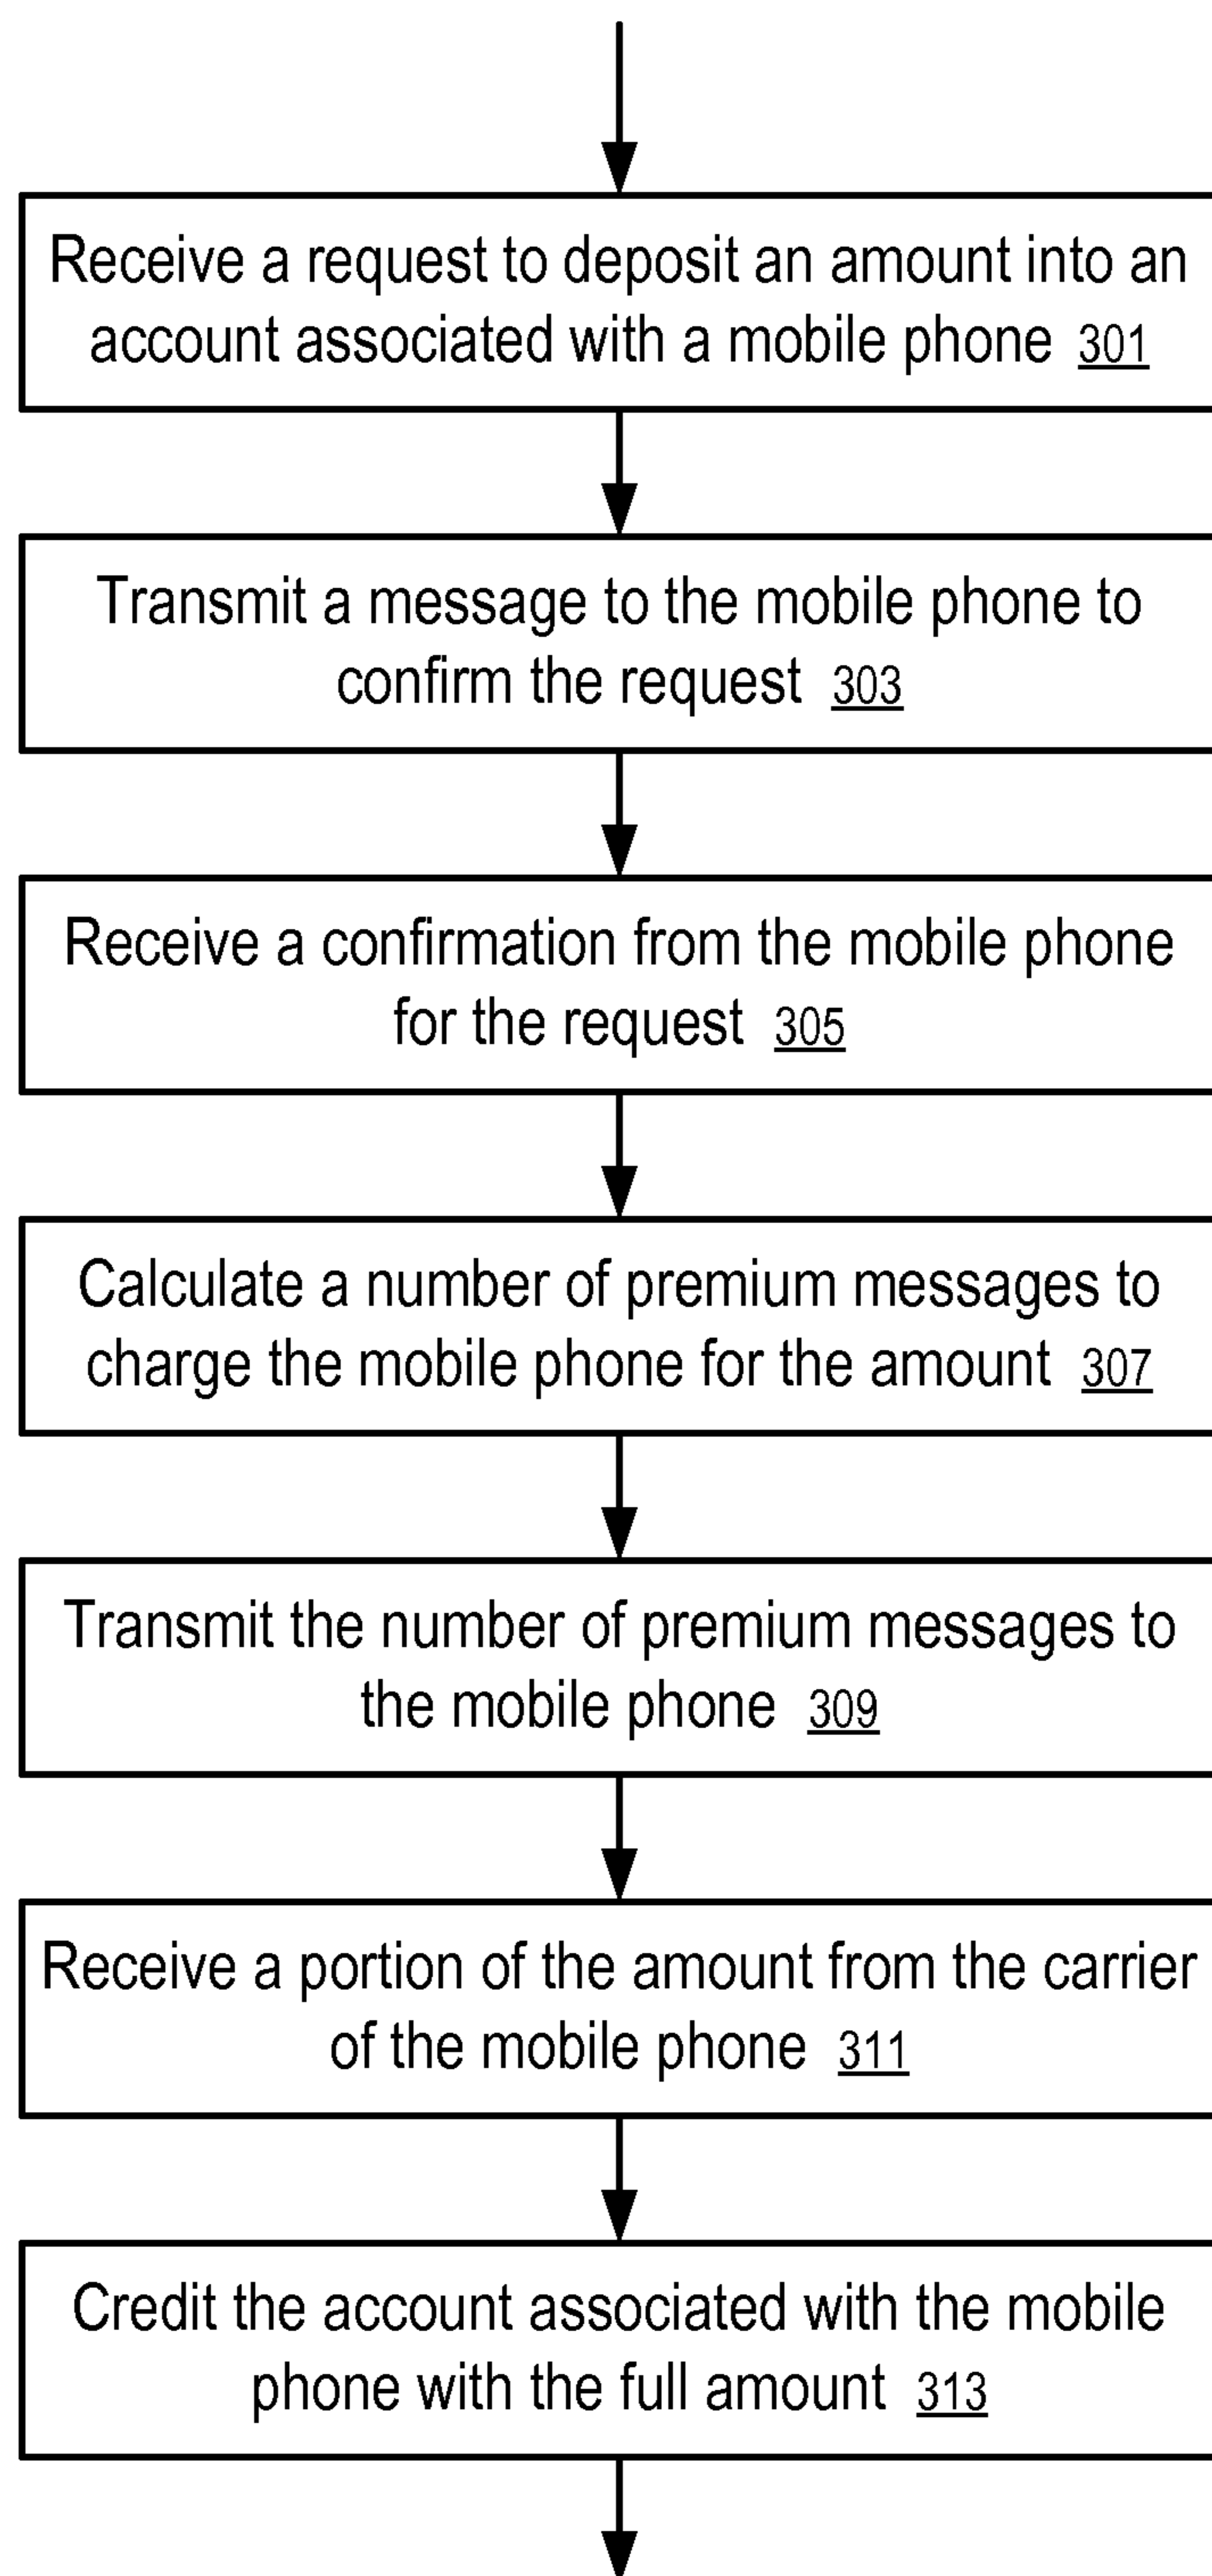 Receive a request to deposit an amount into an
account associated with a mobile phone 301
Transmit a message to the mobile phone to
confirm the request 303
Receive a confirmation from the mobile phone
for the request 305
Calculate a number of premium messages to
charge the mobile phone for the amount 307
Transmit the number of premium messages to
the mobile phone 309
Receive a portion of the amount from the carrier
of the mobile phone 311
Credit the account associated with the mobile
phone with the full amount 313